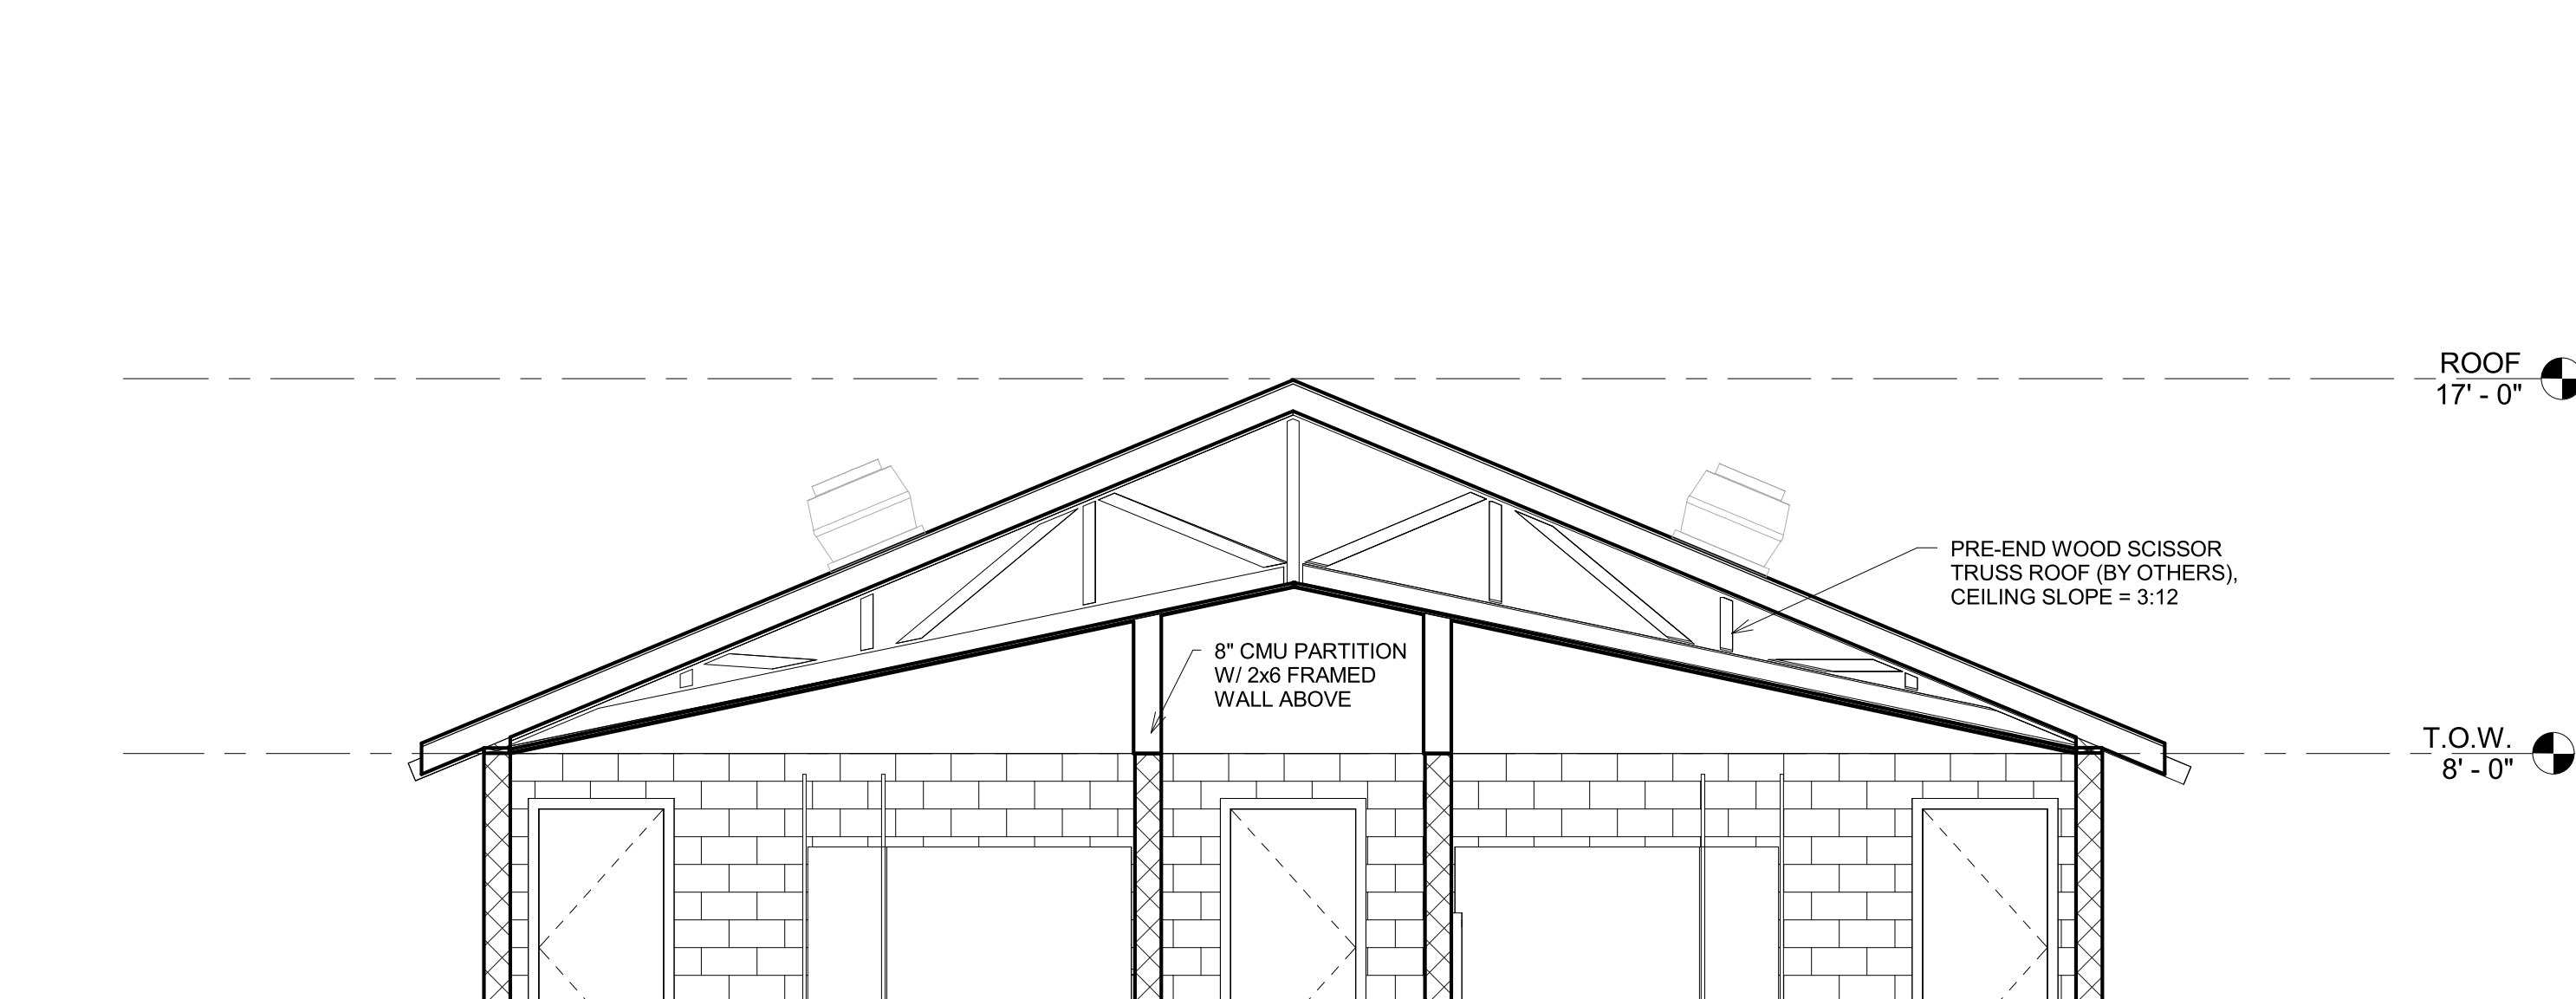 ROOF
17' - 0"
PRE-END WOOD SCISSOR
TRUSS ROOF (BY OTHERS),
CEILING SLOPE = 3:12
8" CMU PARTITION
W/ 2x6 FRAMED
WALL ABOVE
T.O.W.
8' - 0"